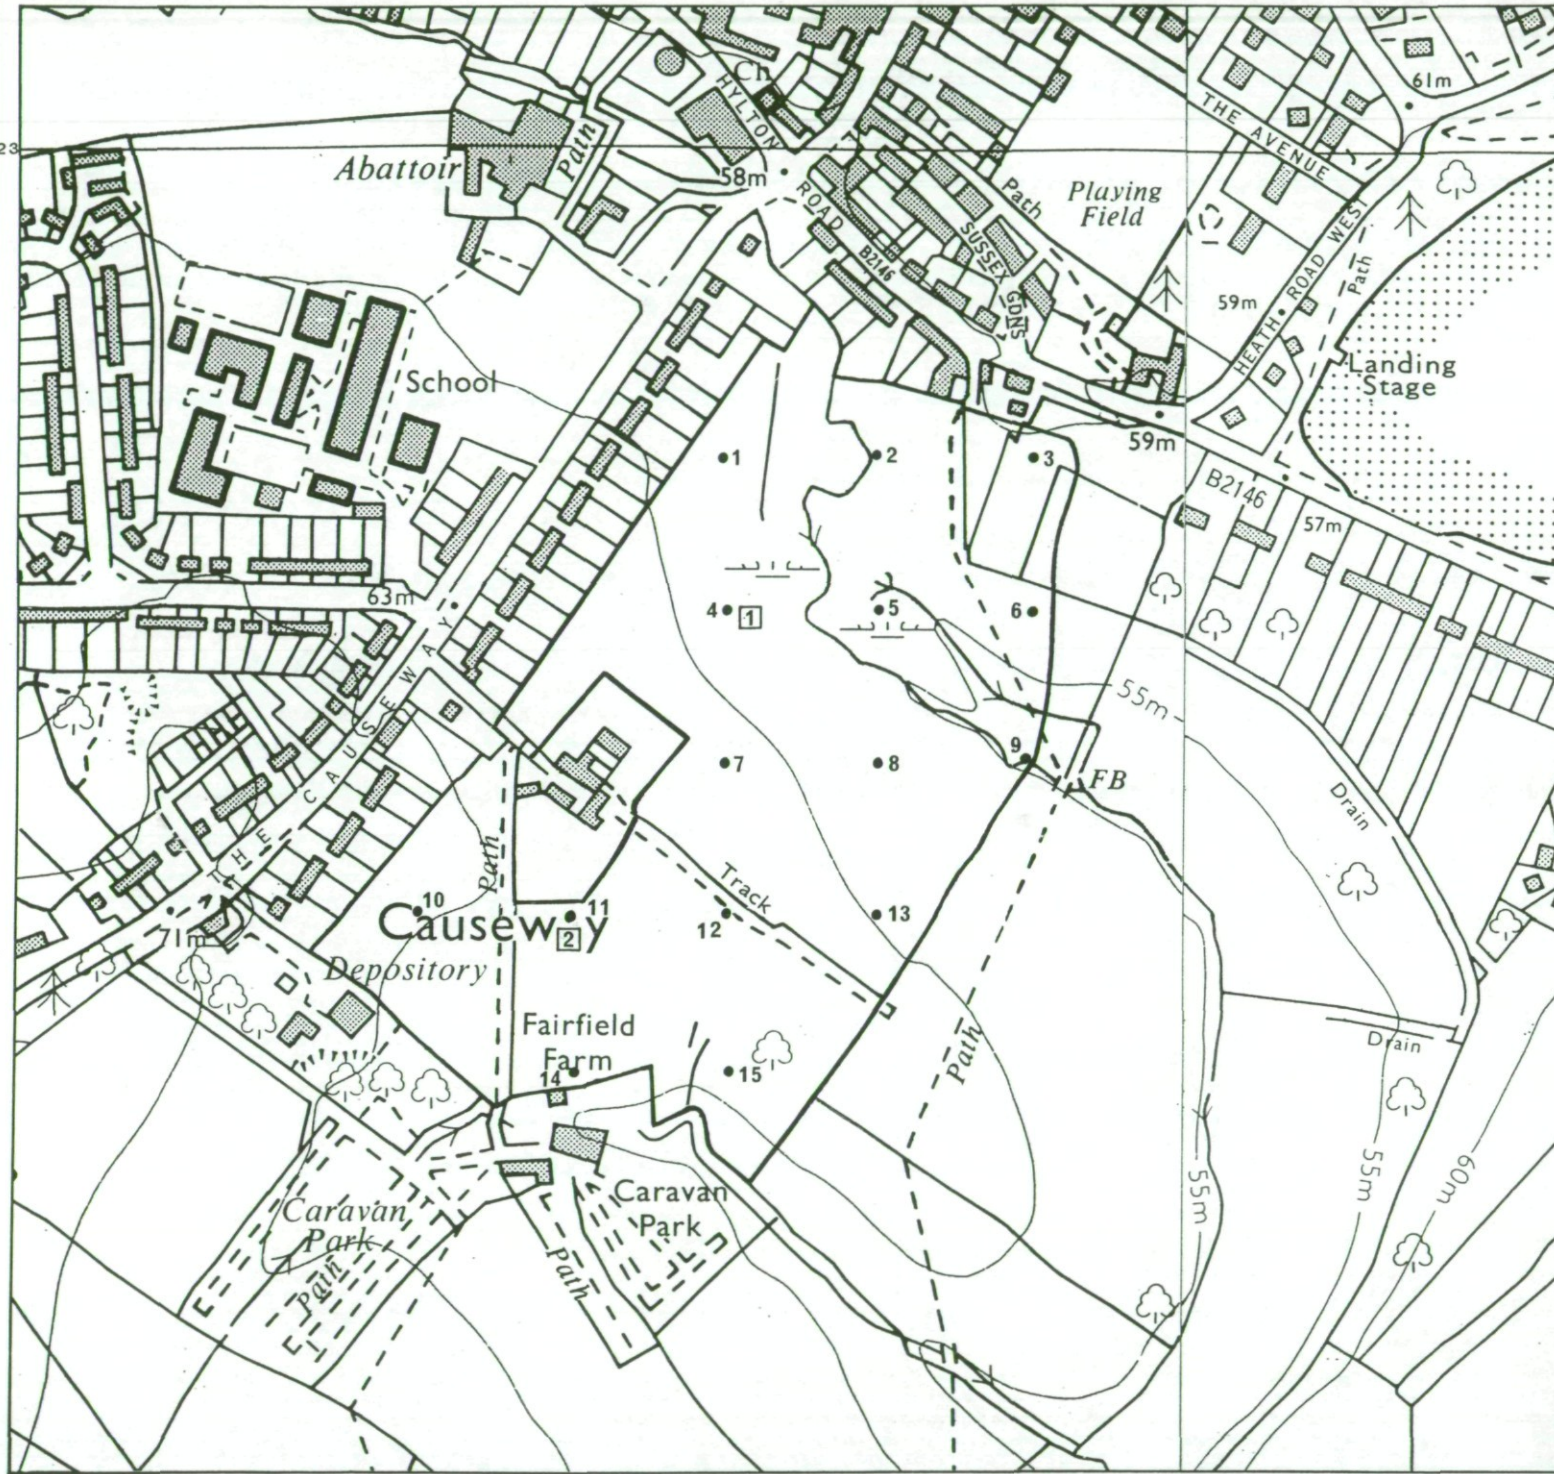 23
Ch
HYLTON
ROAD
B2146
58m
Abattoir
Path
Path
Playing
Field
SUSSEX GDNS
THE AVENUE
61m
HEATH ROAD WEST
Path
59m
59m
Landing
Stage
School
B2146
57m
1
2
3
4
1
5
6
63m
THE CAUSEWAY
55m
7
8
9
FB
Drain
Path
Track
10
11
12
13
Causeway
2
71m
Depository
Fairfield
Farm
14
15
Path
Drain
Caravan
Park
Path
Caravan
Park
Path
55m
55m
60m